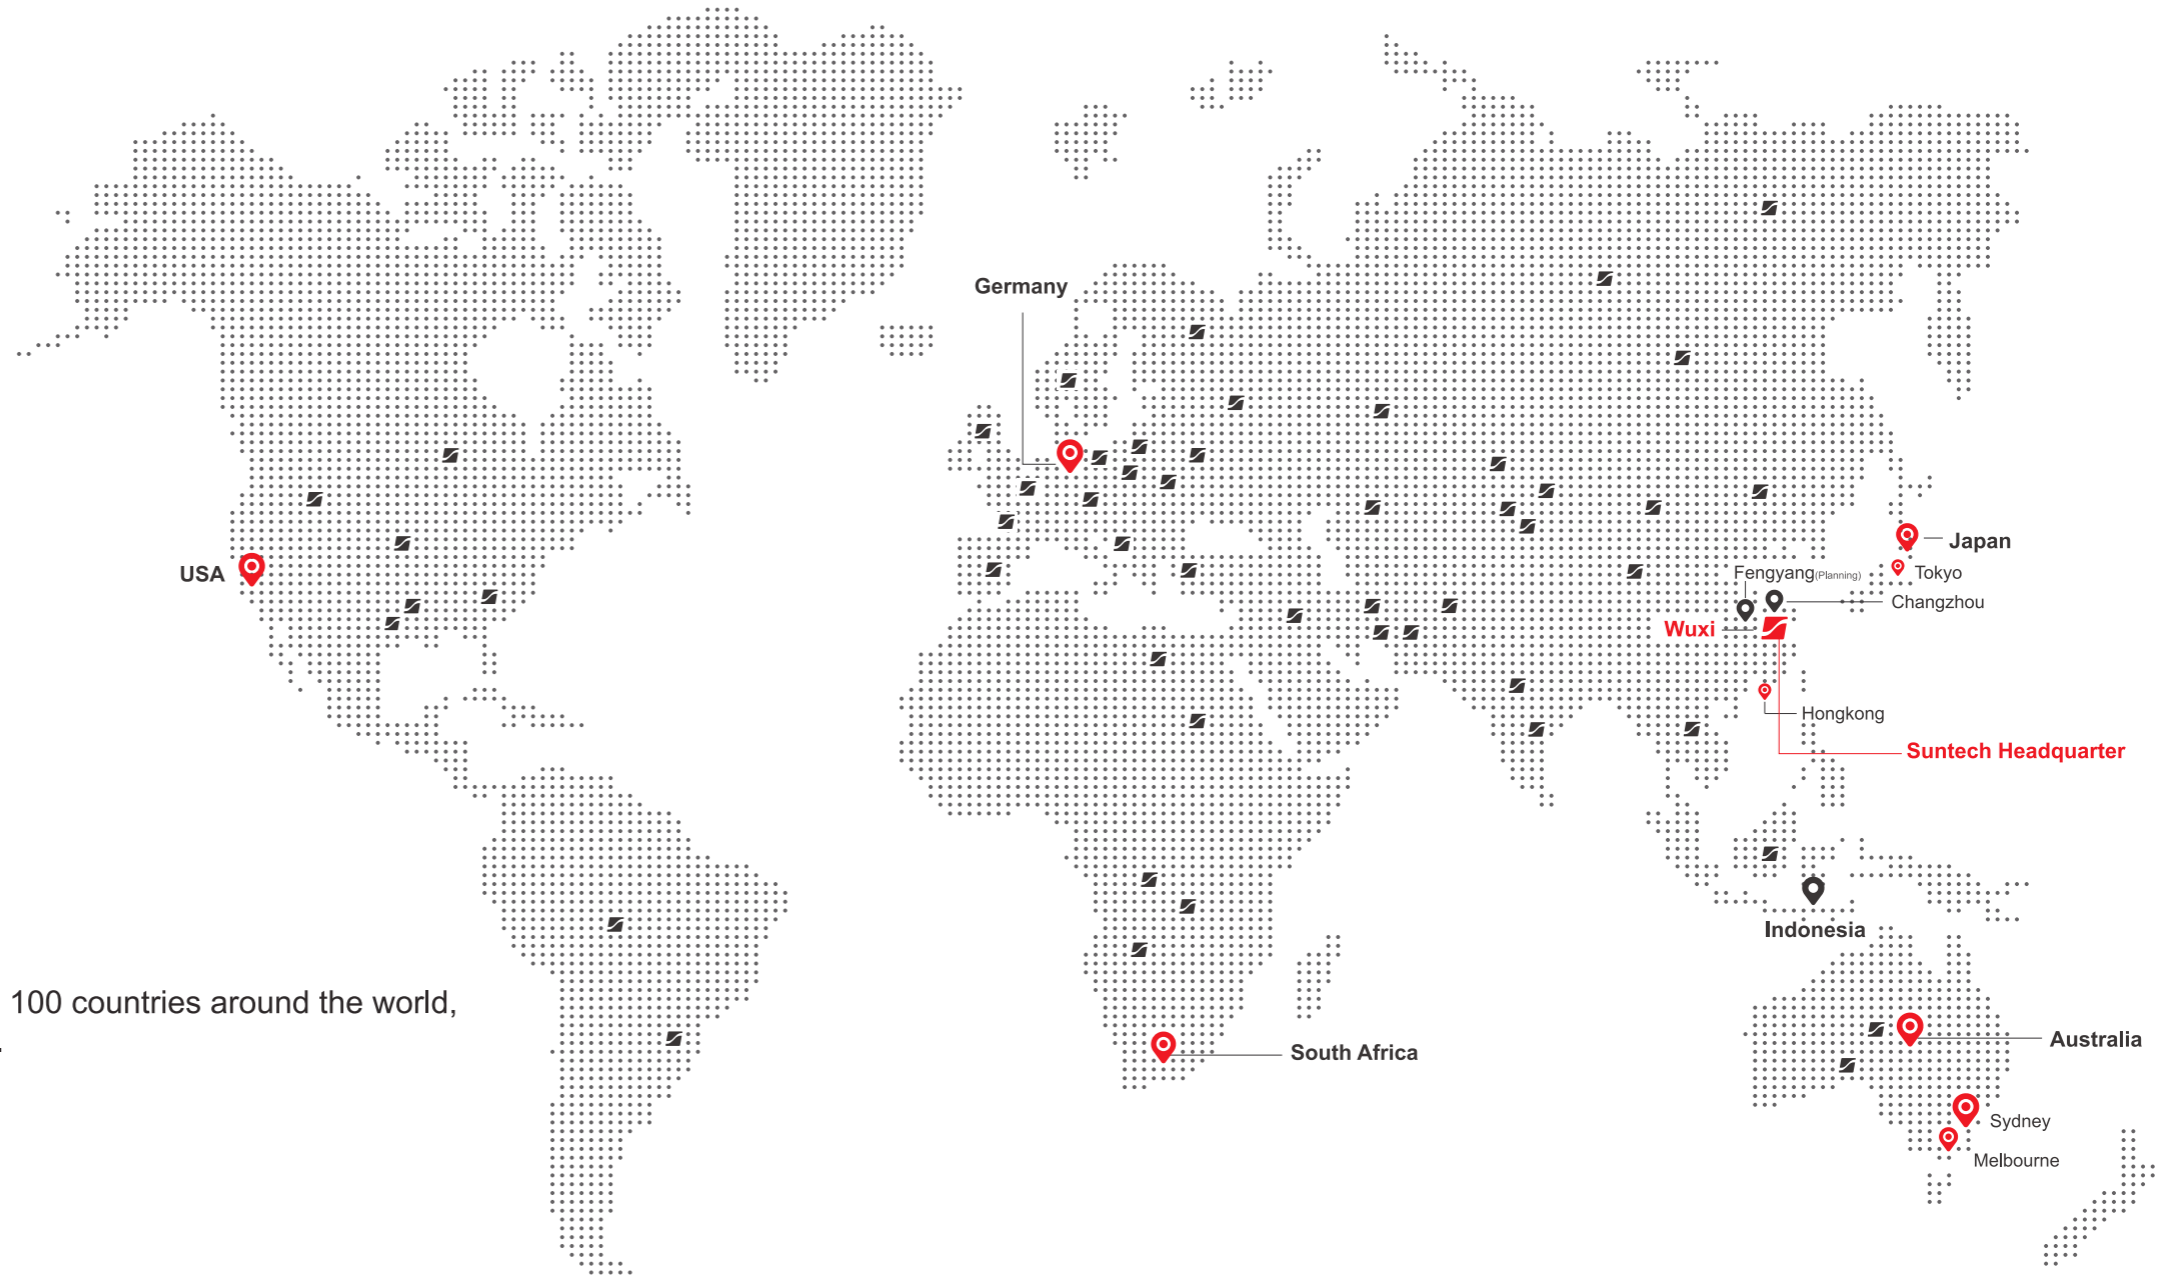 Germany
USA
Japan
Tokyo
Fengyang(Planning)
Changzhou
Wuxi
Hongkong
Suntech Headquarter
Indonesia
100 countries around the world,
South Africa
Australia
Sydney
Melbourne